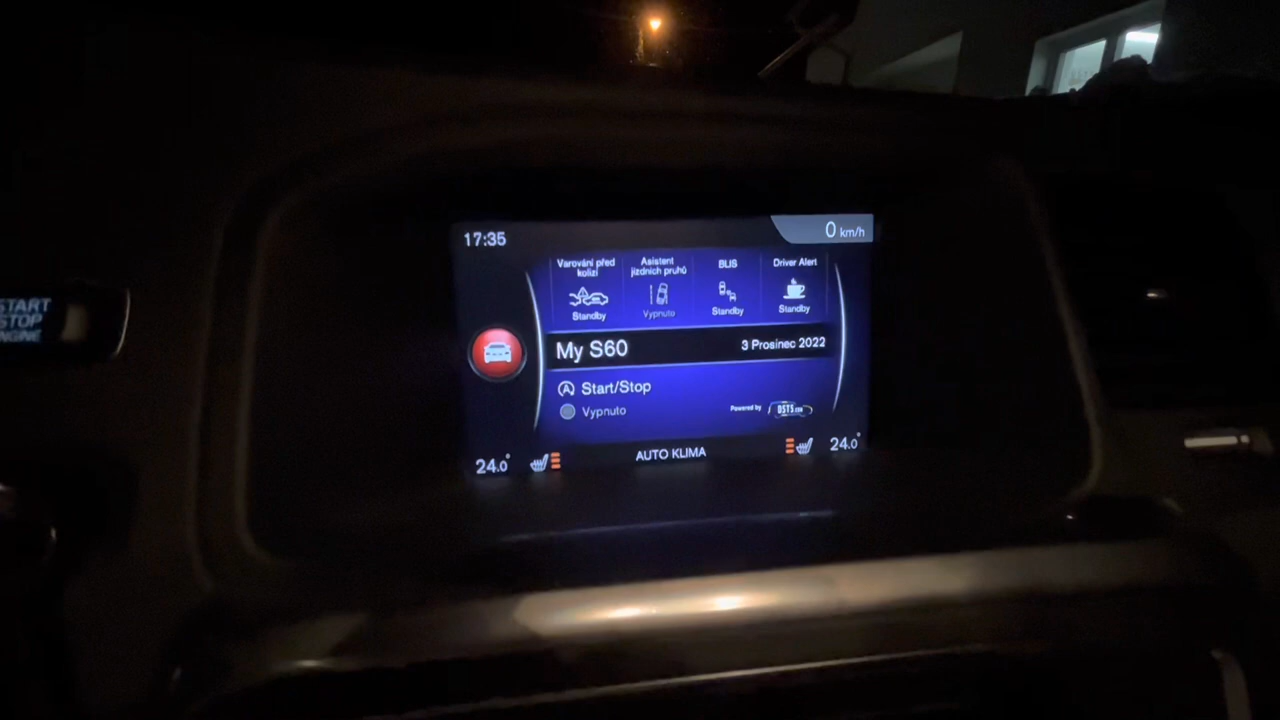 17:35
0 km/h
Varování před
kolizí
Asistent
jízdních pruhů
BLIS
Driver Alert
Standby
Vypnuto
Standby
Standby
My S60
3 Prosinec 2022
Start/Stop
Vypnuto
Powered by
24.0°
AUTO KLIMA
24.0°
START
STOP
ENGINE